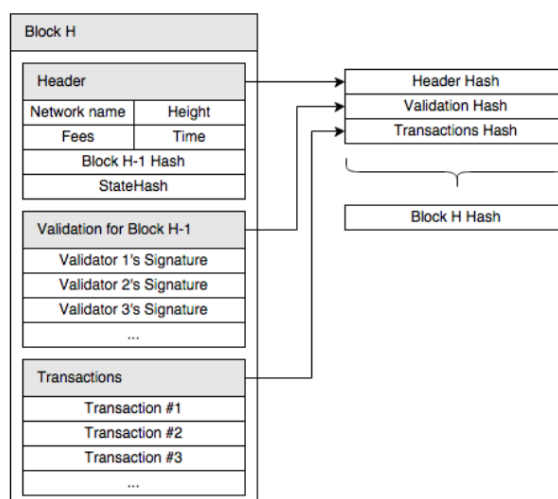 Block H
Header
Network name Height
Fees Time
Block H-1 Hash
StateHash
Validation for Block H-1
Validator 1's Signature
Validator 2's Signature
Validator 3's Signature
...
Transactions
Transaction #1
Transaction #2
Transaction #3
...
Header Hash
Validation Hash
Transactions Hash
Block H Hash